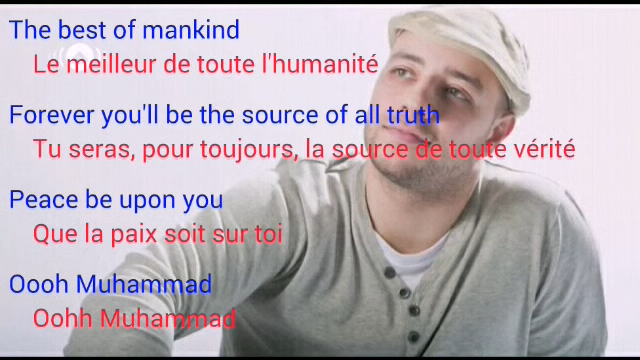 The best of mankind
Le meilleur de toute l'humanité
Forever you'll be the source of all truth
Tu seras, pour toujours, la source de toute vérité
Peace be upon you
Que la paix soit sur toi
Oooh Muhammad
Oohh Muhammad